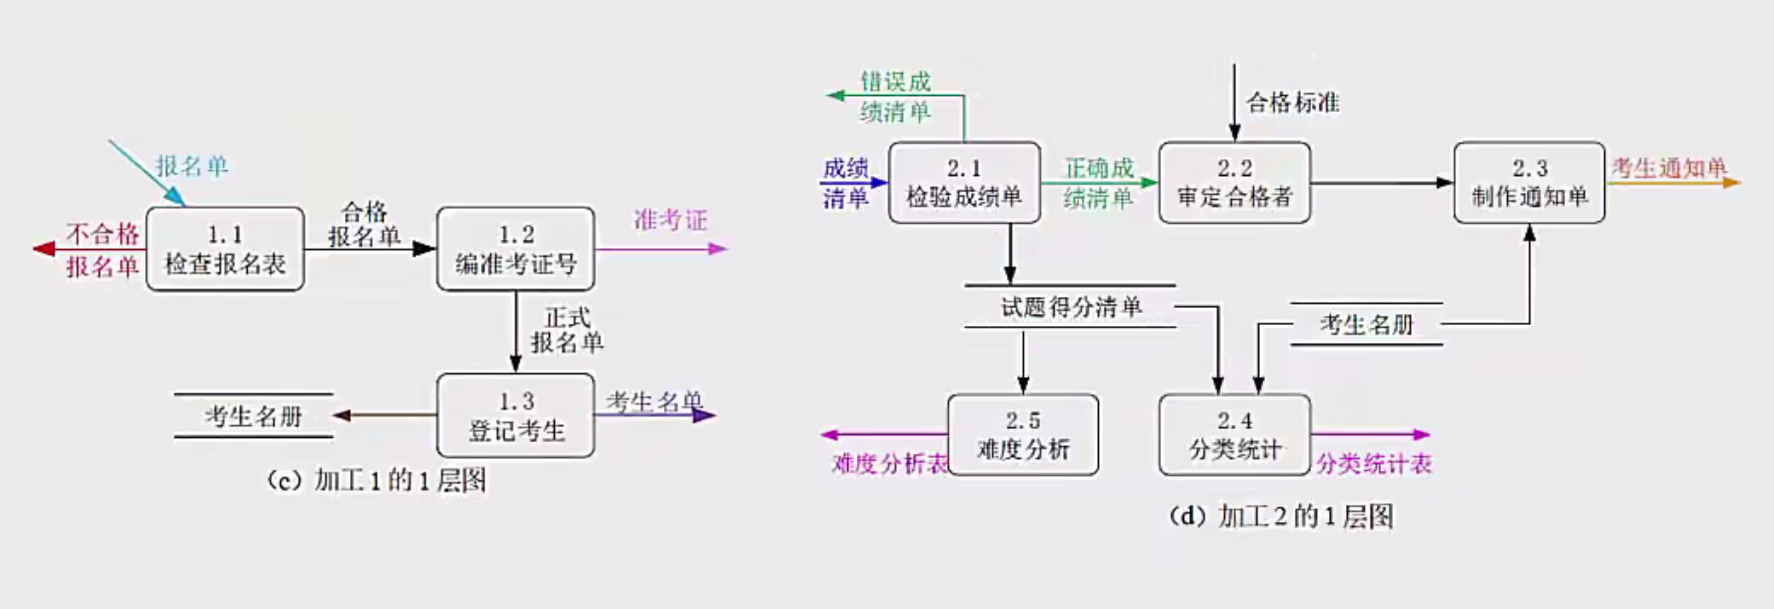 报名单
不合格
报名单
1.1
检查报名表
合格
报名单
1.2
编准考证号
准考证
正式
报名单
1.3
登记考生
考生名册
考生名单
（c）加工1的1层图
错误成
绩清单
成绩
清单
2.1
检验成绩单
正确成
绩清单
合格标准
2.2
审定合格者
2.3
制作通知单
考生通知单
试题得分清单
考生名册
2.5
难度分析
难度分析表
2.4
分类统计
分类统计表
（d）加工2的1层图